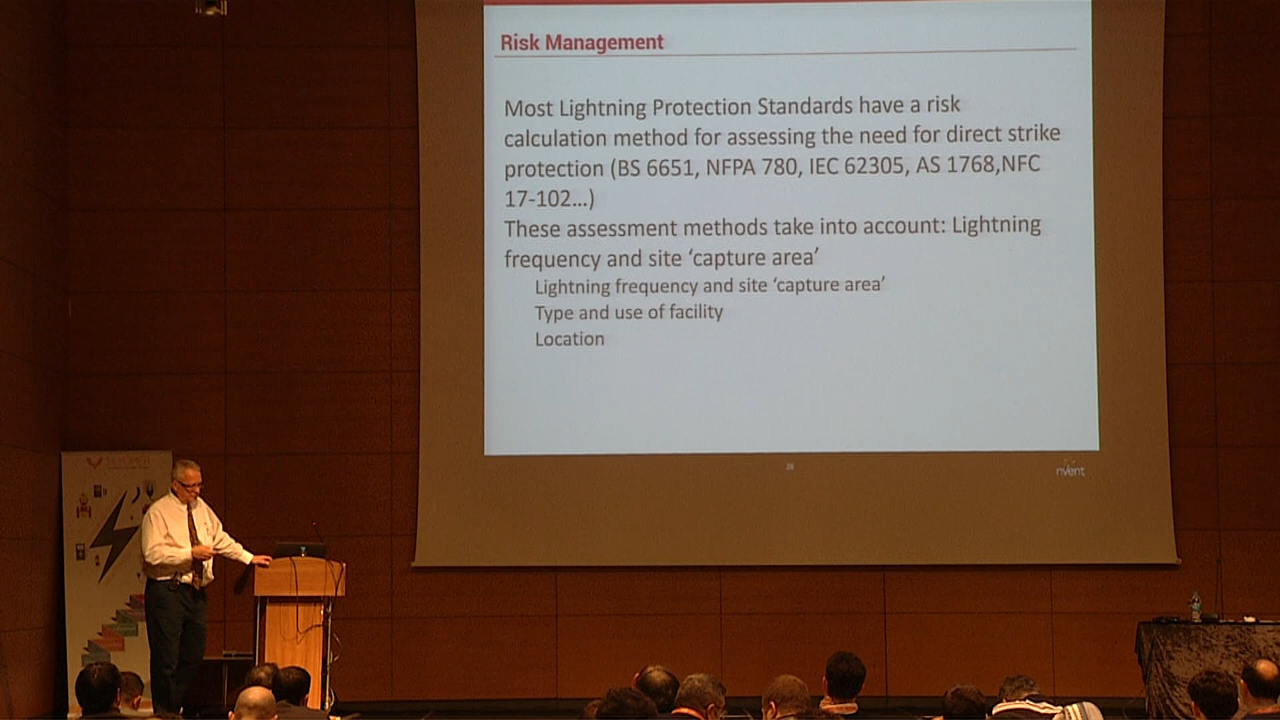 Risk Management
Most Lightning Protection Standards have a risk
calculation method for assessing the need for direct strike
protection (BS 6651, NFPA 780, IEC 62305, AS 1768,NFC
17-102...)
These assessment methods take into account: Lightning
frequency and site ‘capture area’
Lightning frequency and site ‘capture area’
Type and use of facility
Location
nvent